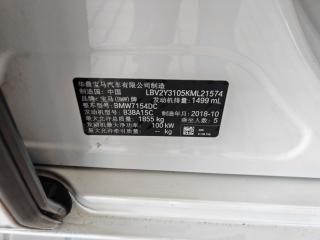 华晨宝马汽车有限公司制造
制造国: 中国 LBV2Y3105KML21574
品牌: 宝马(BMW)牌 发动机排量: 1499 mL
整车型号: BMW7154DC
发动机型号: B38A15C 制造年月: 2018-10
最大允许总质量: 1855 kg 乘坐人数: 5
发动机最大净功率: 100 kW
-- kg
-- kg